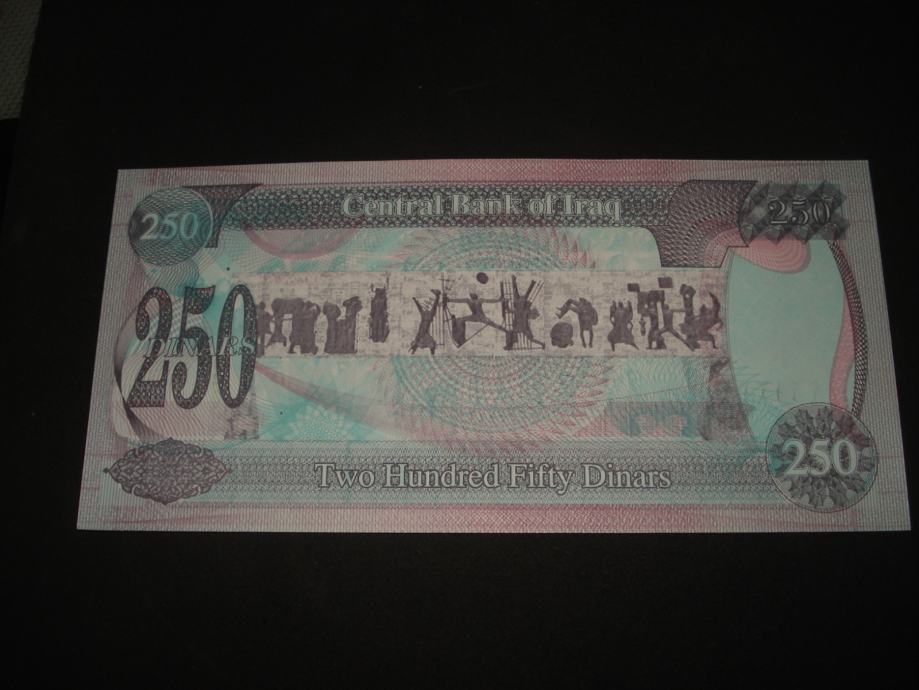 Central Bank of Iraq
250
250
250
DINARS
Two Hundred Fifty Dinars
250